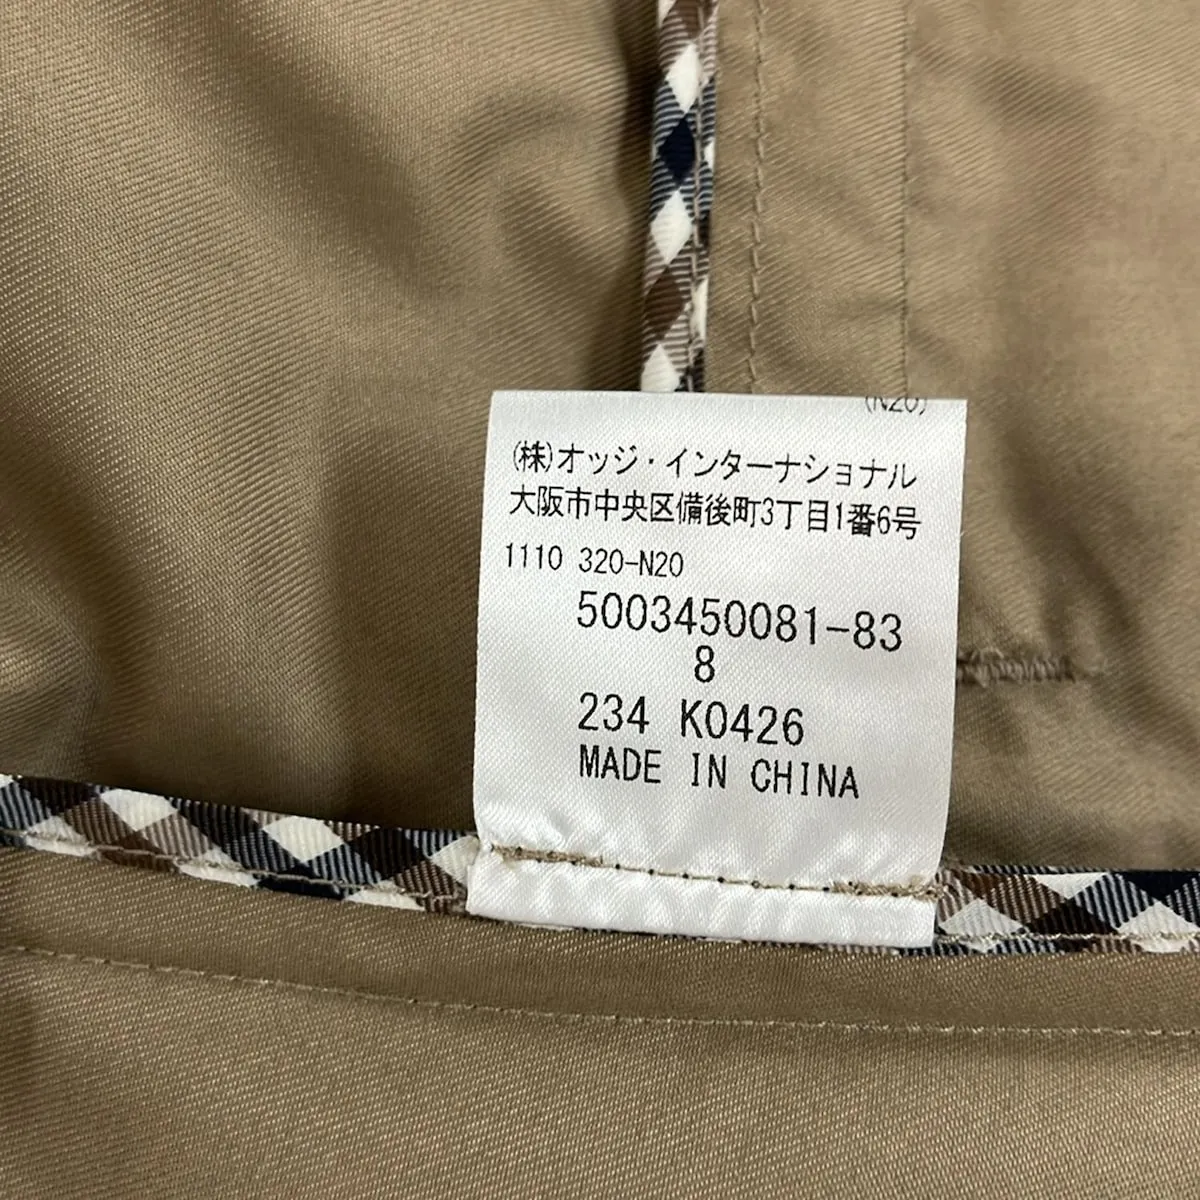 (N20)
(株)オッジ・インターナショナル
大阪市中央区備後町3丁目1番6号
1110 320-N20
5003450081-83
8
234 K0426
MADE IN CHINA